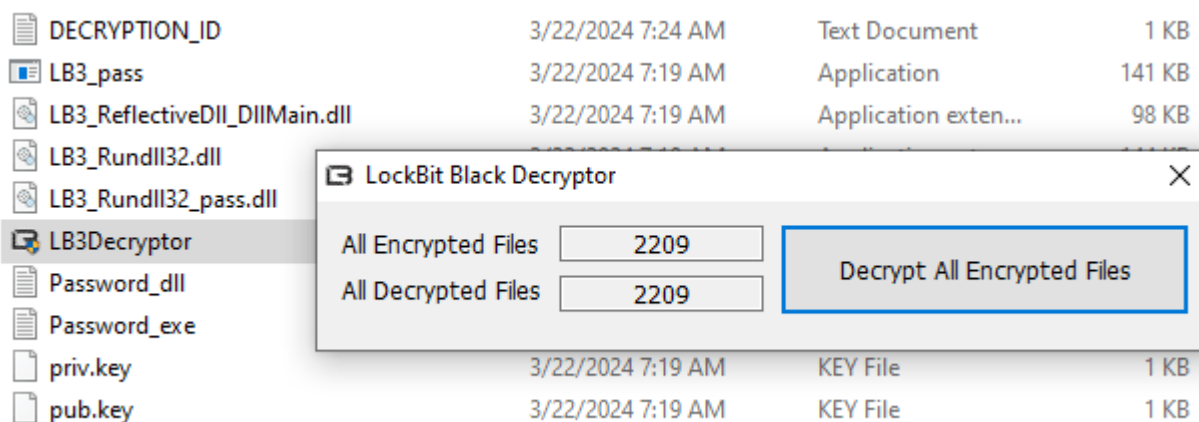 DECRYPTION_ID 3/22/2024 7:24 AM Text Document 1 KB
LB3_pass 3/22/2024 7:19 AM Application 141 KB
LB3_ReflectiveDll_DllMain.dll 3/22/2024 7:19 AM Application exten... 98 KB
LB3_Rundll32.dll
LB3_Rundll32_pass.dll
LockBit Black Decryptor
LB3Decryptor
All Encrypted Files 2209
Decrypt All Encrypted Files
All Decrypted Files 2209
Password_dll
Password_exe
priv.key 3/22/2024 7:19 AM KEY File 1 KB
pub.key 3/22/2024 7:19 AM KEY File 1 KB